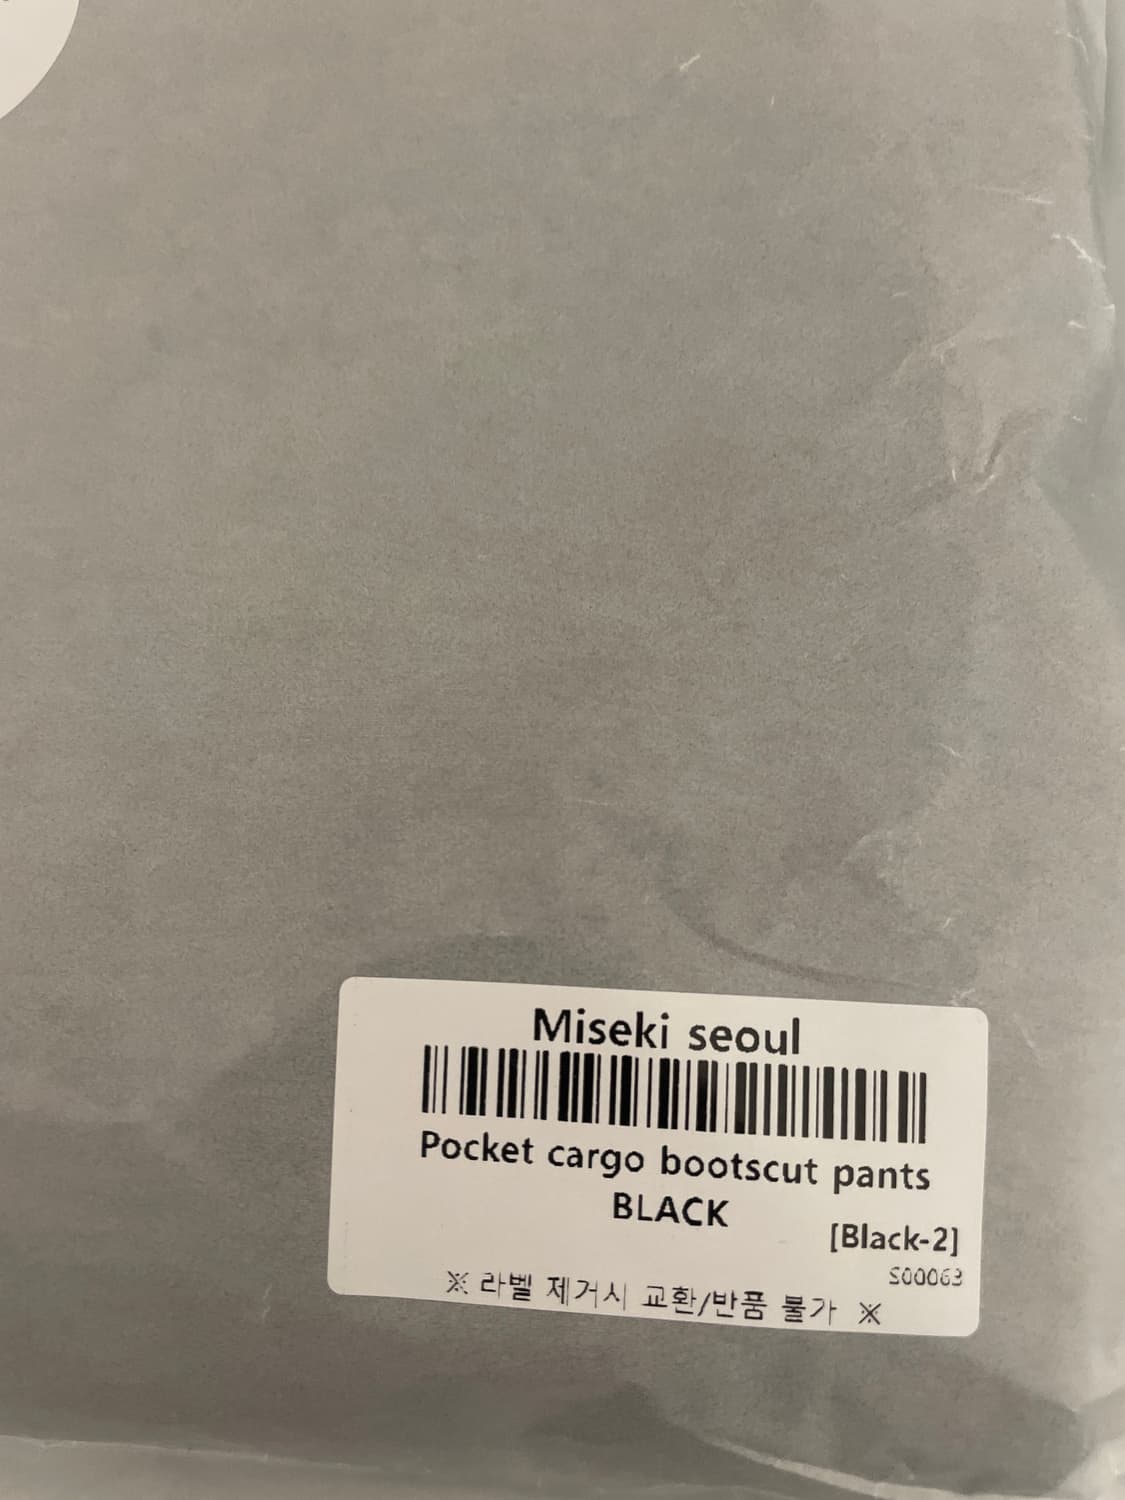 Miseki seoul
Pocket cargo bootscut pants
BLACK
[Black-2]
S00063
※ 라벨 제거시 교환/반품 불가 ※